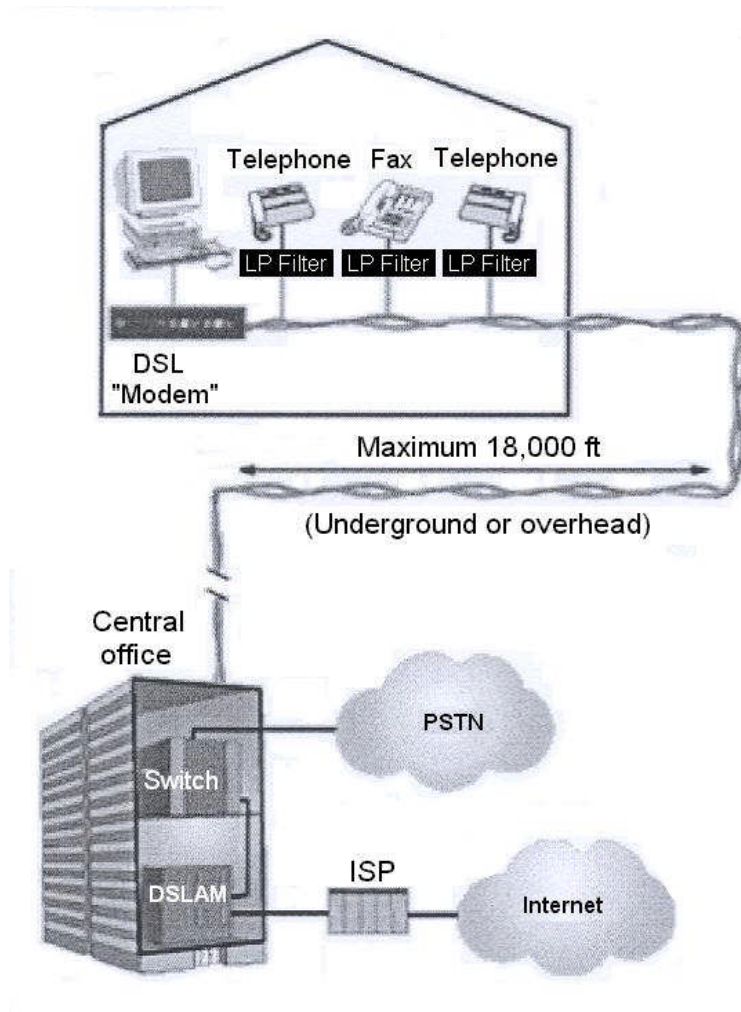 Telephone Fax Telephone
LP Filter LP Filter LP Filter
DSL
"Modem"
Maximum 18,000 ft
(Underground or overhead)
Central
office
PSTN
Switch
ISP
DSLAM
Internet